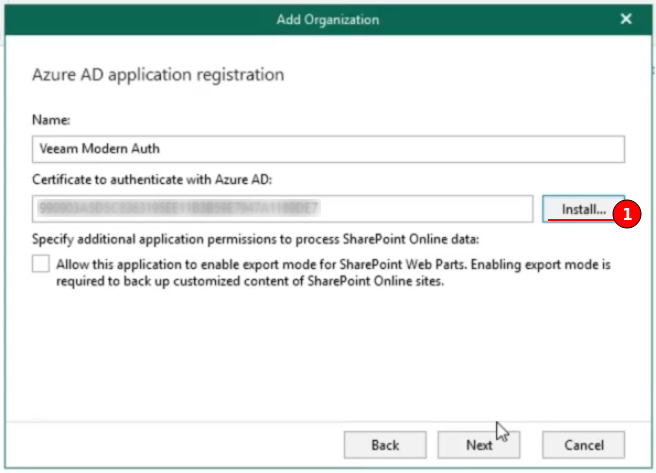 Add Organization
Azure AD application registration
Name:
Veeam Modern Auth
Certificate to authenticate with Azure AD:
Install...
1
Specify additional application permissions to process SharePoint Online data:
Allow this application to enable export mode for SharePoint Web Parts. Enabling export mode is
required to back up customized content of SharePoint Online sites.
Back
Next
Cancel